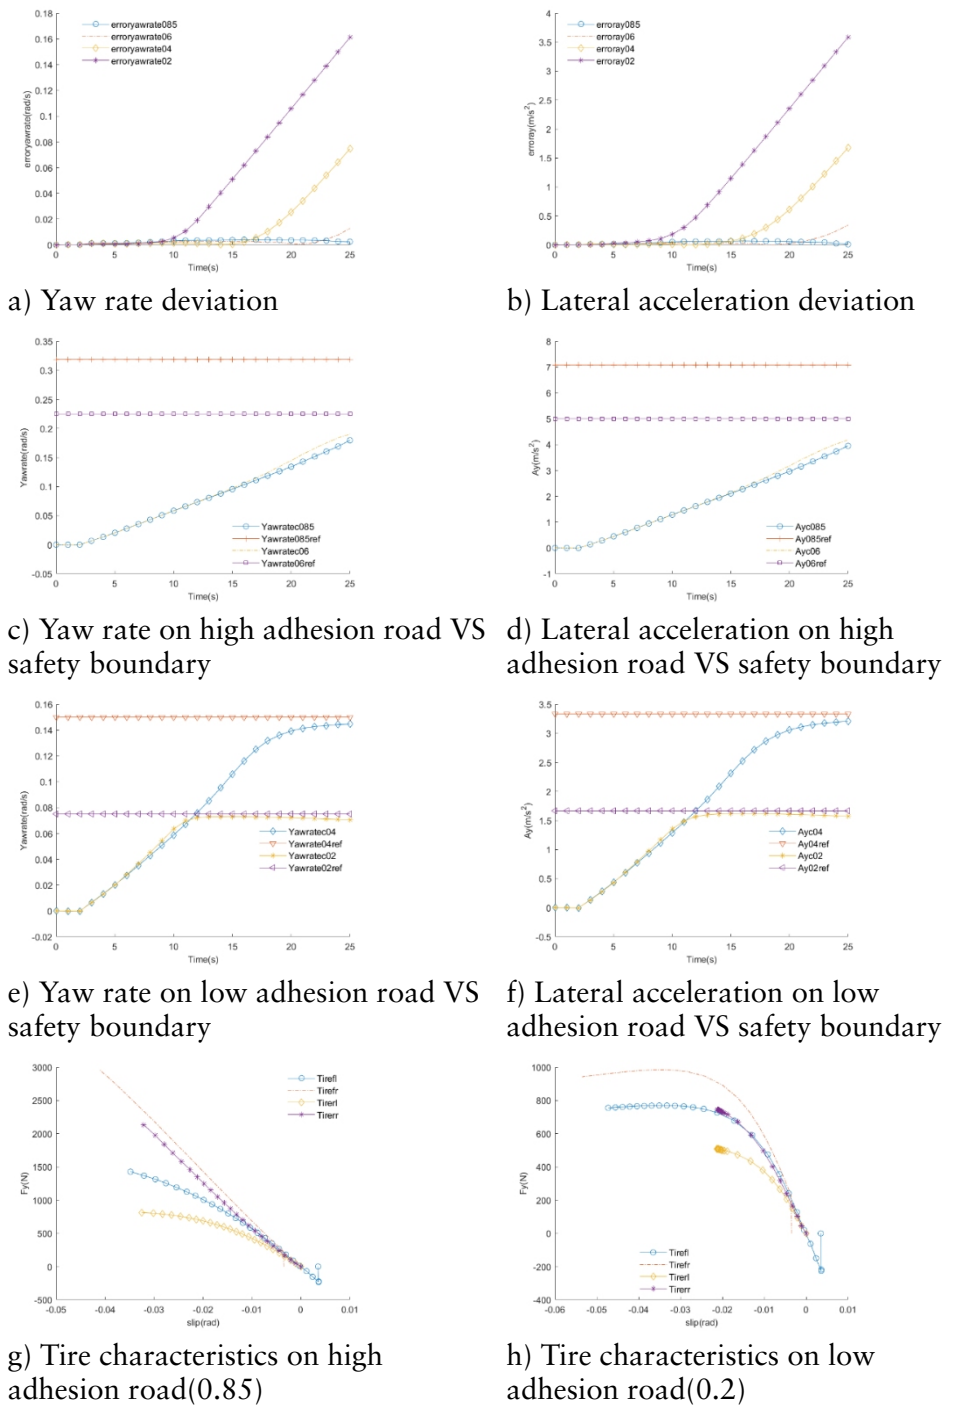 0.18
0.16
0.14
0.12
0.1
0.08
0.06
0.04
0.02
0
erroryawrate(rad/s)
erroryawrate085
erroryawrate06
erroryawrate04
erroryawrate02
0 5 10 15 20 25
Time(s)
4
3.5
3
2.5
2
1.5
1
0.5
0
erroray(m/s²)
erroray085
erroray06
erroray04
erroray02
0 5 10 15 20 25
Time(s)
a) Yaw rate deviation
b) Lateral acceleration deviation
0.35
0.3
0.25
0.2
0.15
0.1
0.05
0
-0.05
Yawrate(rad/s)
Yawratec085
Yawrate085ref
Yawratec06
Yawrate06ref
0 5 10 15 20 25
Time(s)
8
7
6
5
4
3
2
1
0
-1
Ay(m/s²)
Ayc085
Ay085ref
Ayc06
Ay06ref
0 5 10 15 20 25
Time(s)
c) Yaw rate on high adhesion road VS
safety boundary
d) Lateral acceleration on high
adhesion road VS safety boundary
0.16
0.14
0.12
0.1
0.08
0.06
0.04
0.02
0
-0.02
Yawrate(rad/s)
Yawratec04
Yawrate04ref
Yawratec02
Yawrate02ref
0 5 10 15 20 25
Time(s)
3.5
3
2.5
2
1.5
1
0.5
0
-0.5
Ay(m/s²)
Ayc04
Ay04ref
Ayc02
Ay02ref
0 5 10 15 20 25
Time(s)
e) Yaw rate on low adhesion road VS
safety boundary
f) Lateral acceleration on low
adhesion road VS safety boundary
3000
2500
2000
1500
1000
500
0
-500
Fy(N)
Tirefl
Tirefr
Tirerl
Tirerr
-0.05 -0.04 -0.03 -0.02 -0.01 0 0.01
slip(rad)
1000
800
600
400
200
0
-200
-400
Fy(N)
Tirefl
Tirefr
Tirerl
Tirerr
-0.06 -0.05 -0.04 -0.03 -0.02 -0.01 0 0.01
slip(rad)
g) Tire characteristics on high
adhesion road(0.85)
h) Tire characteristics on low
adhesion road(0.2)